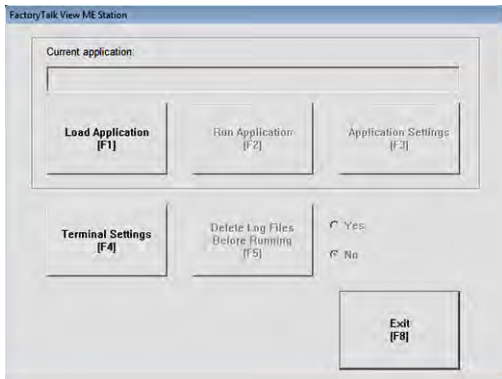 FactoryTalk View ME Station
Current application:
Load Application
[F1]
Run Application
[F2]
Application Settings
[F3]
Terminal Settings
[F4]
Delete Log Files
Before Running
[F5]
Yes
No
Exit
[F8]